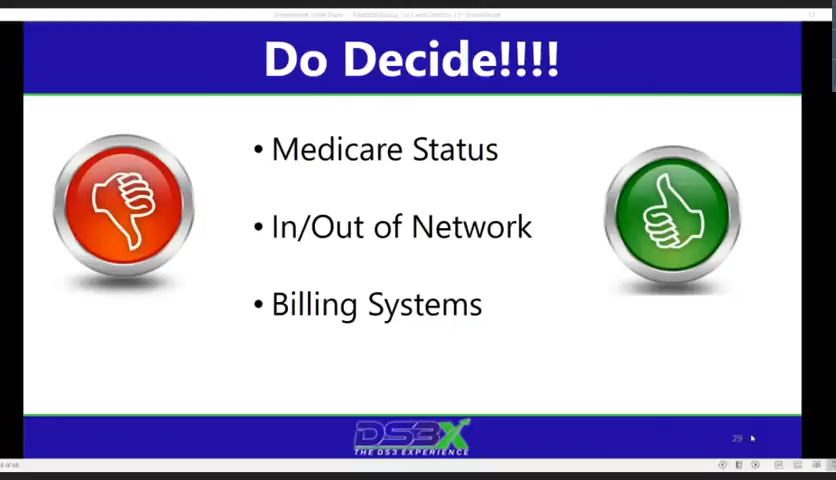 Do Decide!!!!
• Medicare Status
• In/Out of Network
• Billing Systems
DS3X
THE DS3 EXPERIENCE
29